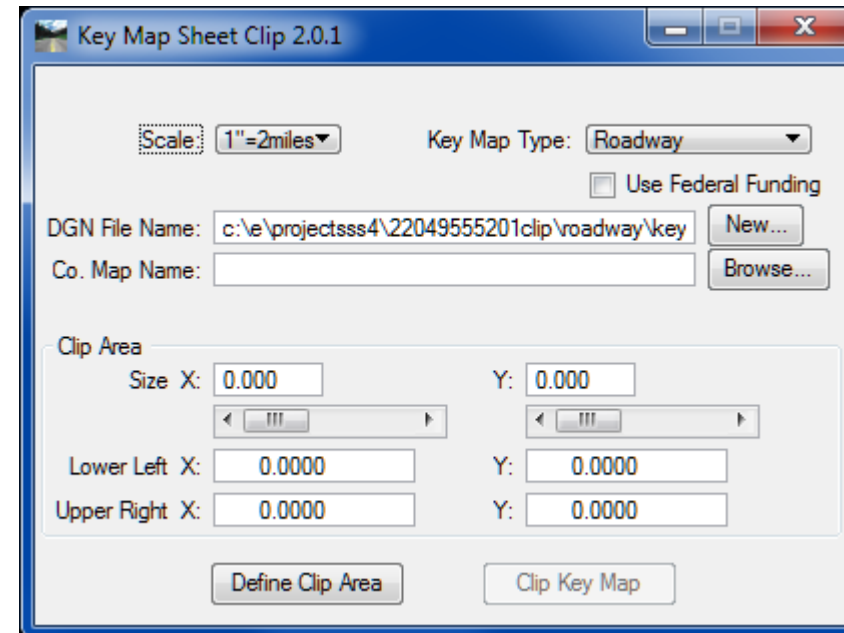 Key Map Sheet Clip 2.0.1
Scale: 1"=2miles Key Map Type: Roadway
Use Federal Funding
DGN File Name: c:\e\projectsss4\22049555201clip\roadway\key New...
Co. Map Name: Browse...
Clip Area
Size X: 0.000 Y: 0.000
Lower Left X: 0.0000 Y: 0.0000
Upper Right X: 0.0000 Y: 0.0000
Define Clip Area Clip Key Map